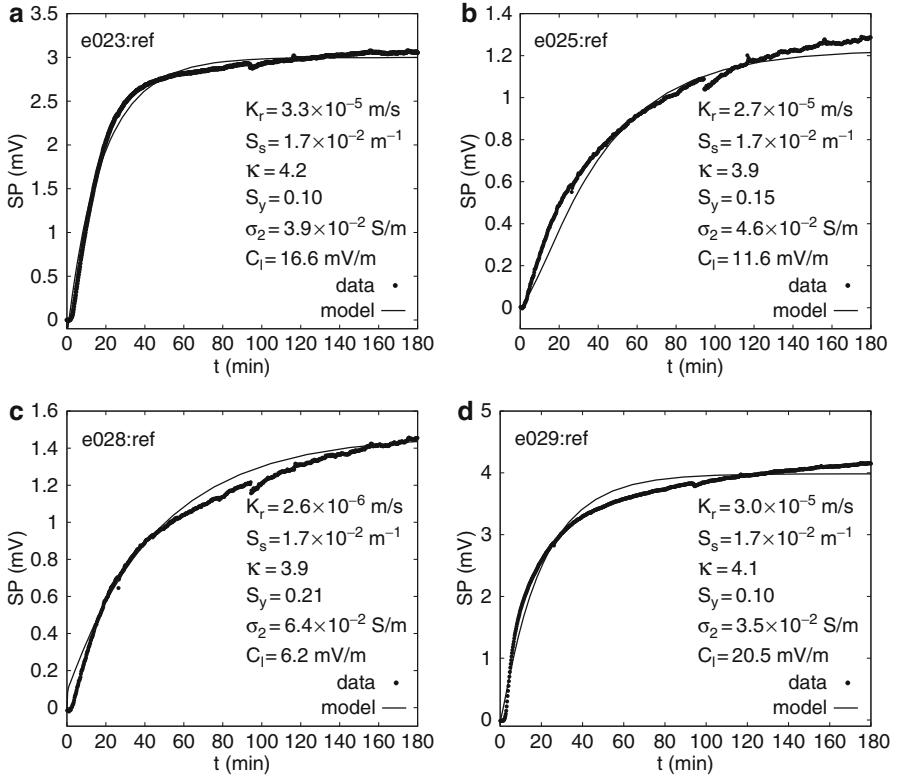 a
3.5
3
2.5
2
1.5
1
0.5
0
SP (mV)
e023:ref
K_r = 3.3×10⁻⁵ m/s
S_s = 1.7×10⁻² m⁻¹
κ = 4.2
S_y = 0.10
σ₂ = 3.9×10⁻² S/m
C_l = 16.6 mV/m
data
model
0 20 40 60 80 100 120 140 160 180
t (min)
b
1.4
1.2
1
0.8
0.6
0.4
0.2
0
SP (mV)
e025:ref
K_r = 2.7×10⁻⁵ m/s
S_s = 1.7×10⁻² m⁻¹
κ = 3.9
S_y = 0.15
σ₂ = 4.6×10⁻² S/m
C_l = 11.6 mV/m
data
model
0 20 40 60 80 100 120 140 160 180
t (min)
c
1.6
1.4
1.2
1
0.8
0.6
0.4
0.2
0
SP (mV)
e028:ref
K_r = 2.6×10⁻⁶ m/s
S_s = 1.7×10⁻² m⁻¹
κ = 3.9
S_y = 0.21
σ₂ = 6.4×10⁻² S/m
C_l = 6.2 mV/m
data
model
0 20 40 60 80 100 120 140 160 180
t (min)
d
5
4
3
2
1
0
SP (mV)
e029:ref
K_r = 3.0×10⁻⁵ m/s
S_s = 1.7×10⁻² m⁻¹
κ = 4.1
S_y = 0.10
σ₂ = 3.5×10⁻² S/m
C_l = 20.5 mV/m
data
model
0 20 40 60 80 100 120 140 160 180
t (min)